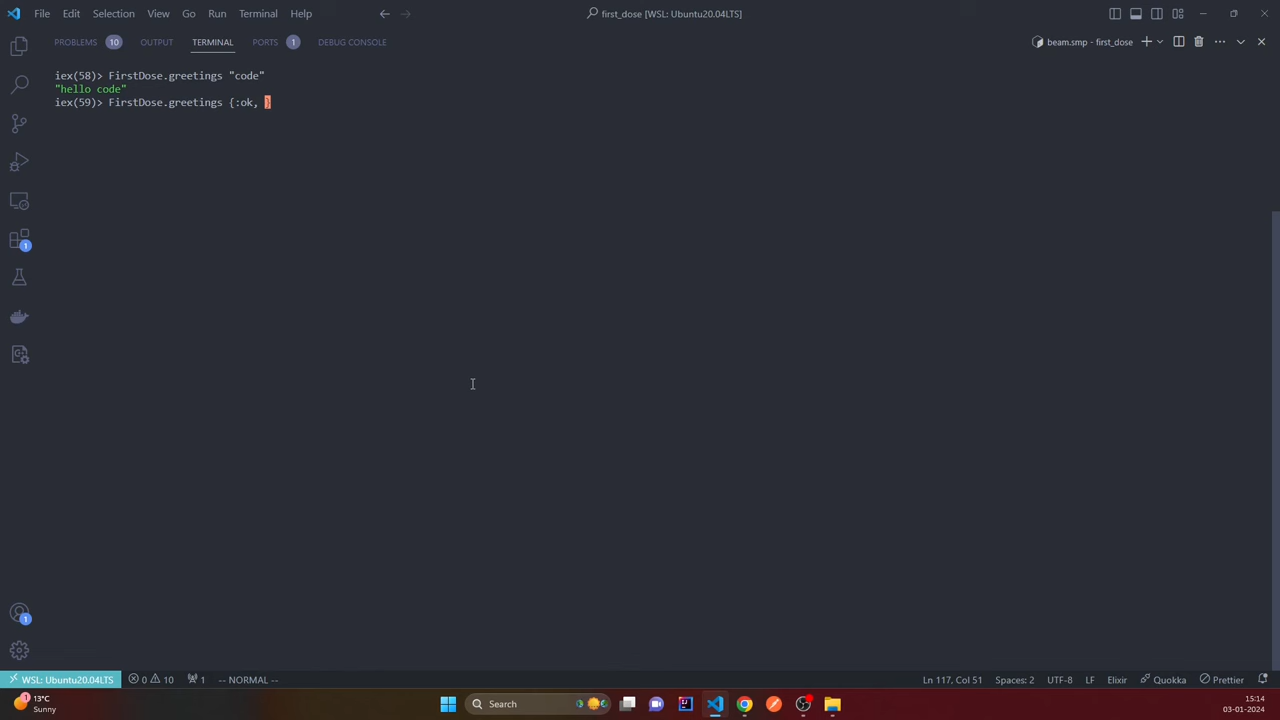 File Edit Selection View Go Run Terminal Help
first_dose [WSL: Ubuntu20.04LTS]
PROBLEMS 10 OUTPUT TERMINAL PORTS 1 DEBUG CONSOLE
beam.smp - first_dose
iex(58)> FirstDose.greetings "code"
"hello code"
iex(59)> FirstDose.greetings {:ok, }
1
1
WSL: Ubuntu20.04LTS 0 10 1 -- NORMAL -- Ln 117, Col 51 Spaces: 2 UTF-8 LF Elixir Quokka Prettier
1 13°C
Sunny
Search
15:14
03-01-2024